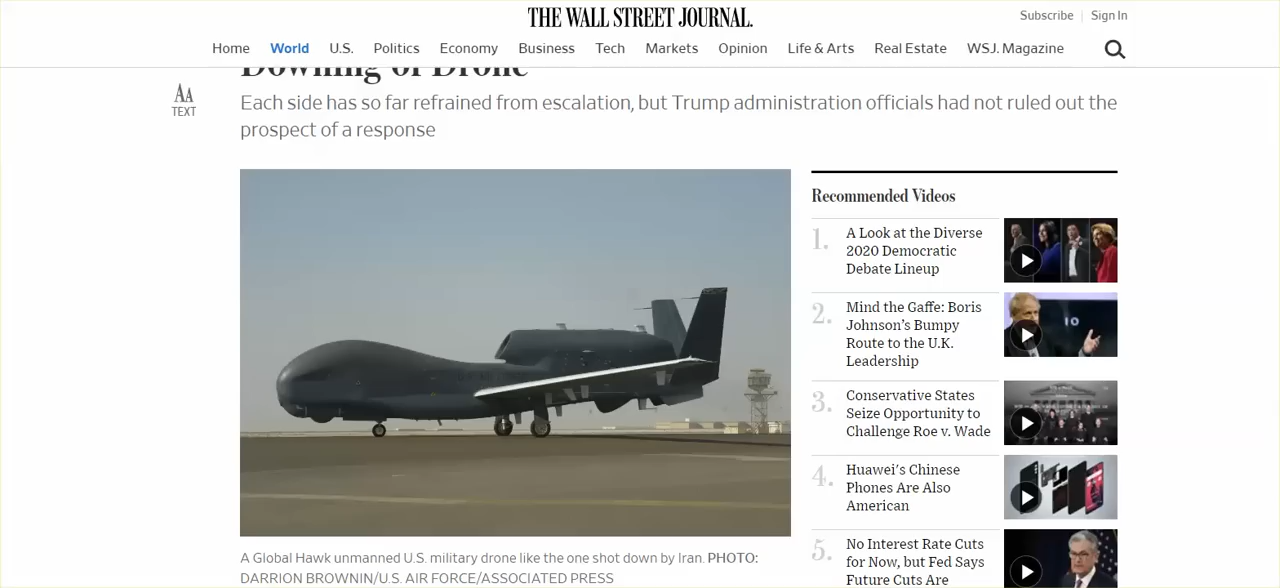 THE WALL STREET JOURNAL.
Subscribe
Sign In
Home World U.S. Politics Economy Business Tech Markets Opinion Life & Arts Real Estate WSJ. Magazine
Downing of Drone
AA
TEXT
Each side has so far refrained from escalation, but Trump administration officials had not ruled out the
prospect of a response
Recommended Videos
1. A Look at the Diverse
2020 Democratic
Debate Lineup
2. Mind the Gaffe: Boris
Johnson's Bumpy
Route to the U.K.
Leadership
3. Conservative States
Seize Opportunity to
Challenge Roe v. Wade
4. Huawei's Chinese
Phones Are Also
American
5. No Interest Rate Cuts
for Now, but Fed Says
Future Cuts Are
A Global Hawk unmanned U.S. military drone like the one shot down by Iran. PHOTO:
DARRION BROWNIN/U.S. AIR FORCE/ASSOCIATED PRESS